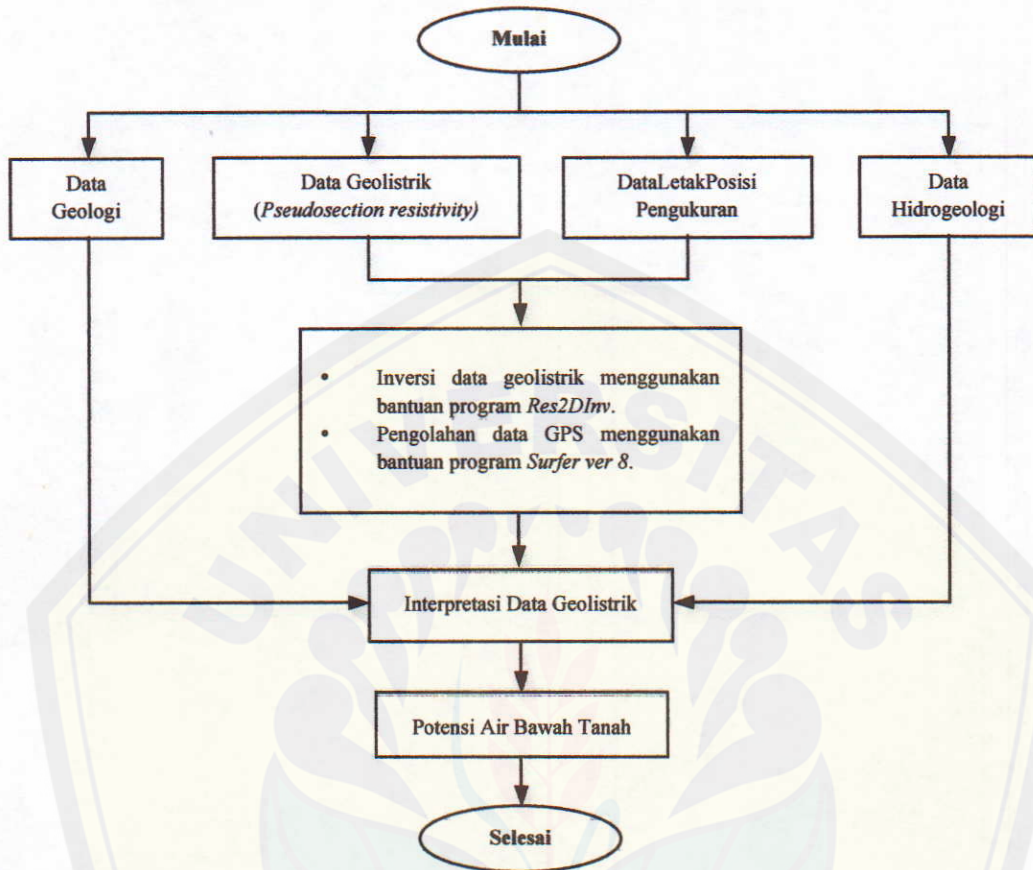 Mulai
Data
Geologi
Data Geolistrik
(Pseudosection resistivity)
DataLetakPosisi
Pengukuran
Data
Hidrogeologi
• Inversi data geolistrik menggunakan
bantuan program Res2DInv.
• Pengolahan data GPS menggunakan
bantuan program Surfer ver 8.
UNIVERSITAS
Interpretasi Data Geolistrik
Potensi Air Bawah Tanah
Selesai